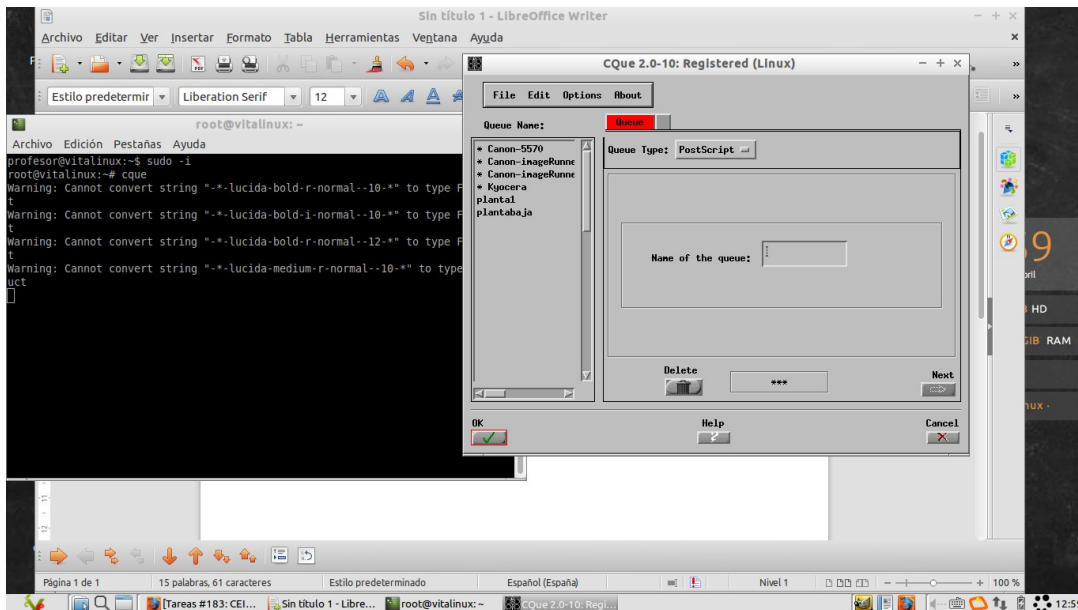 Sin título 1 - LibreOffice Writer
Archivo Editar Ver Insertar Formato Tabla Herramientas Ventana Ayuda
Estilo predetermir
Liberation Serif
12
CQue 2.0-10: Registered (Linux)
File Edit Options About
Queue Name:
* Canon-5570
* Canon-imageRunne
* Canon-imageRunne
* Kyocera
planta1
plantabaja
Queue
Queue Type: PostScript
Name of the queue:
Delete
***
Next
OK
Help
Cancel
root@vitalinux: ~
Archivo Edición Pestañas Ayuda
profesor@vitalinux:~$ sudo -i
root@vitalinux:~# cque
Warning: Cannot convert string "-*-lucida-bold-r-normal--10-*" to type F
t
Warning: Cannot convert string "-*-lucida-bold-i-normal--10-*" to type F
t
Warning: Cannot convert string "-*-lucida-bold-r-normal--12-*" to type F
t
Warning: Cannot convert string "-*-lucida-medium-r-normal--10-*" to type
uct
9
HD
RAM
11
12
Página 1 de 1
15 palabras, 61 caracteres
Estilo predeterminado
Español (España)
Nivel 1
100 %
[Tareas #183: CEI...
Sin título 1 - Libre...
root@vitalinux: ~
CQue 2.0-10: Regi...
12:59